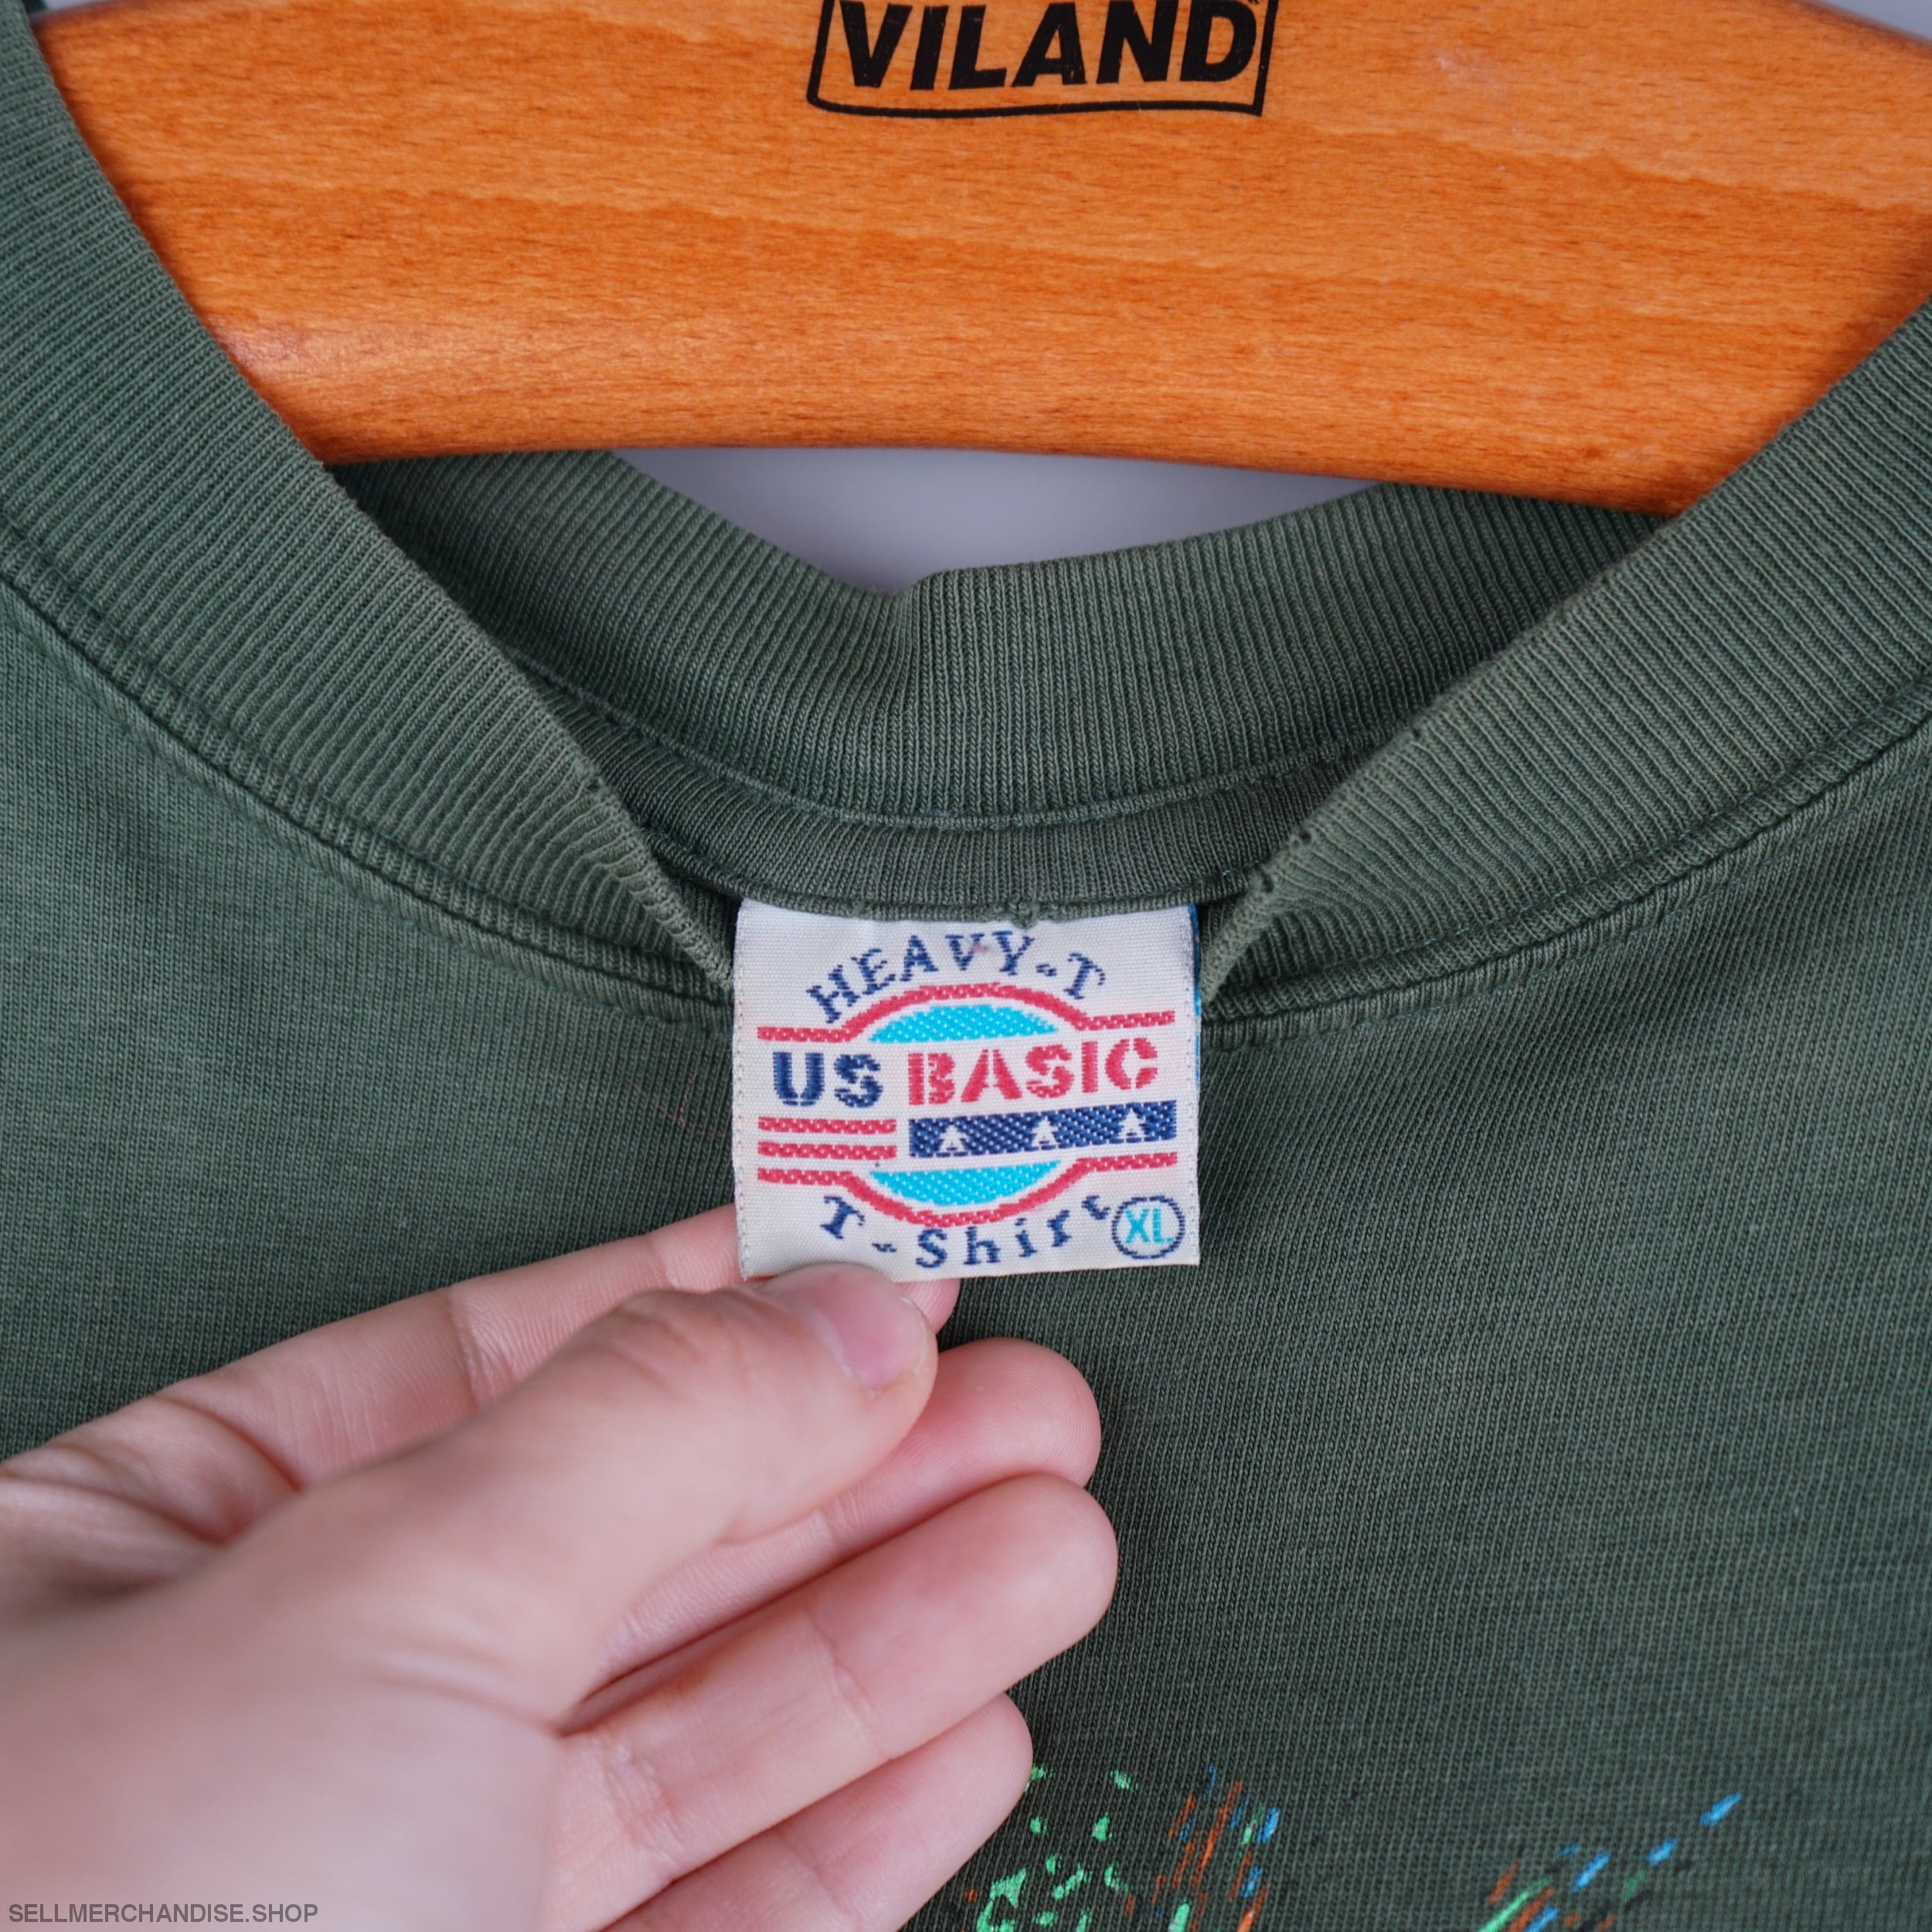 VILAND
HEAVY-T
US BASIC
T-Shirt
XL
SELLMERCHANDISE.SHOP